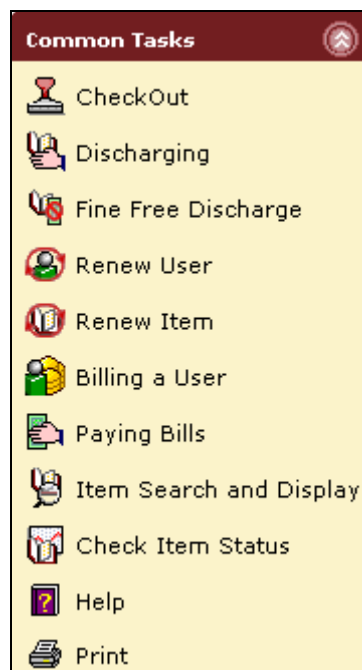 Common Tasks
CheckOut
Discharging
Fine Free Discharge
Renew User
Renew Item
Billing a User
Paying Bills
Item Search and Display
Check Item Status
?
Help
Print